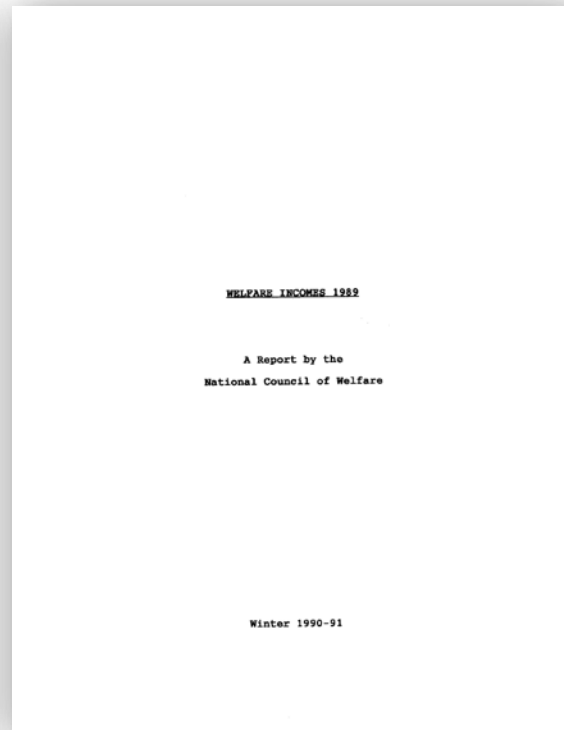 WELFARE INCOMES 1989
A Report by the
National Council of Welfare
Winter 1990-91